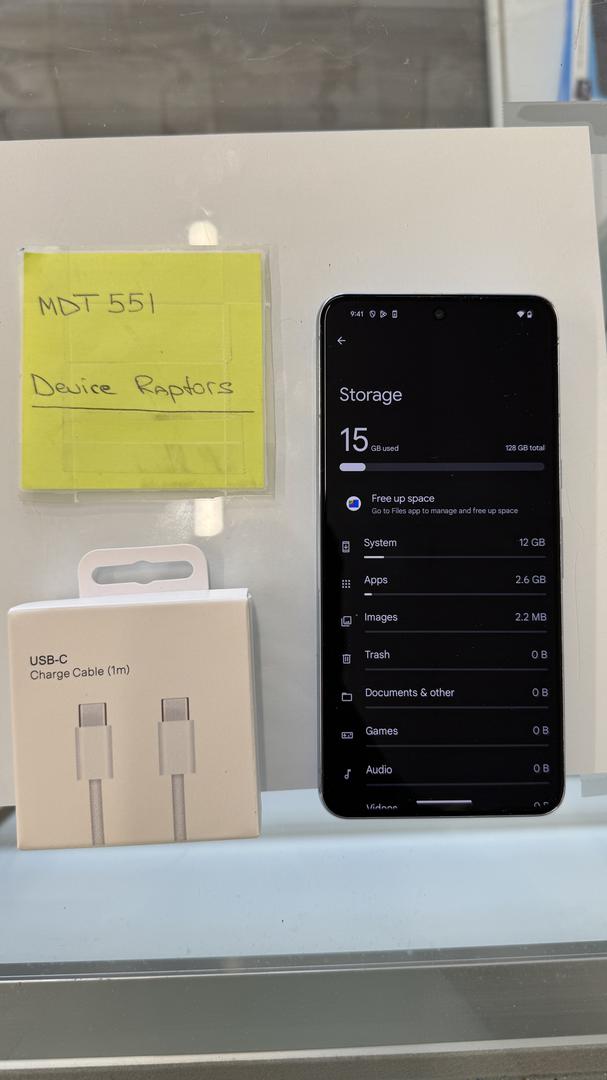 MDT 551
Device Raptors
USB-C
Charge Cable (1m)
9:41
Storage
15 GB used
128 GB total
Free up space
Go to Files app to manage and free up space
System 12 GB
Apps 2.6 GB
Images 2.2 MB
Trash 0 B
Documents & other 0 B
Games 0 B
Audio 0 B
Videos 0 B